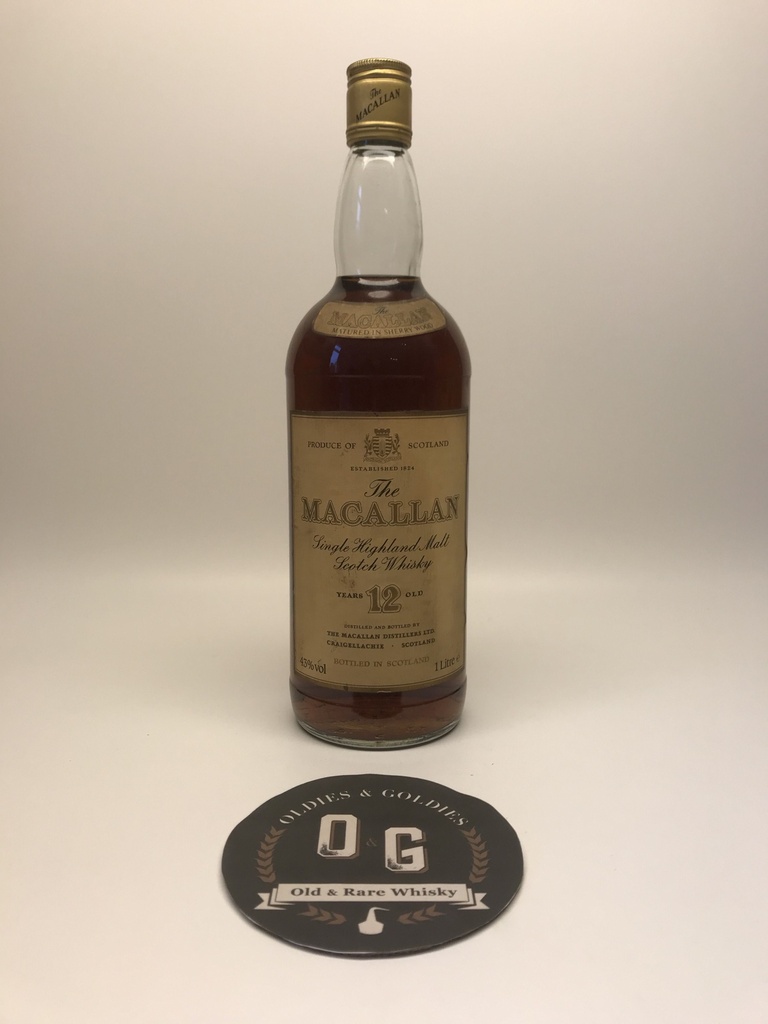 The
MACALLAN
The
MACALLAN
MATURED IN SHERRY WOOD
PRODUCE OF SCOTLAND
ESTABLISHED 1824
The
MACALLAN
Single Highland Malt
Scotch Whisky
YEARS 12 OLD
DISTILLED AND BOTTLED BY
THE MACALLAN DISTILLERS LTD.
CRAIGELLACHIE · SCOTLAND
BOTTLED IN SCOTLAND
43% vol 1 Litre e
OLDIES & GOLDIES
O & G
Old & Rare Whisky